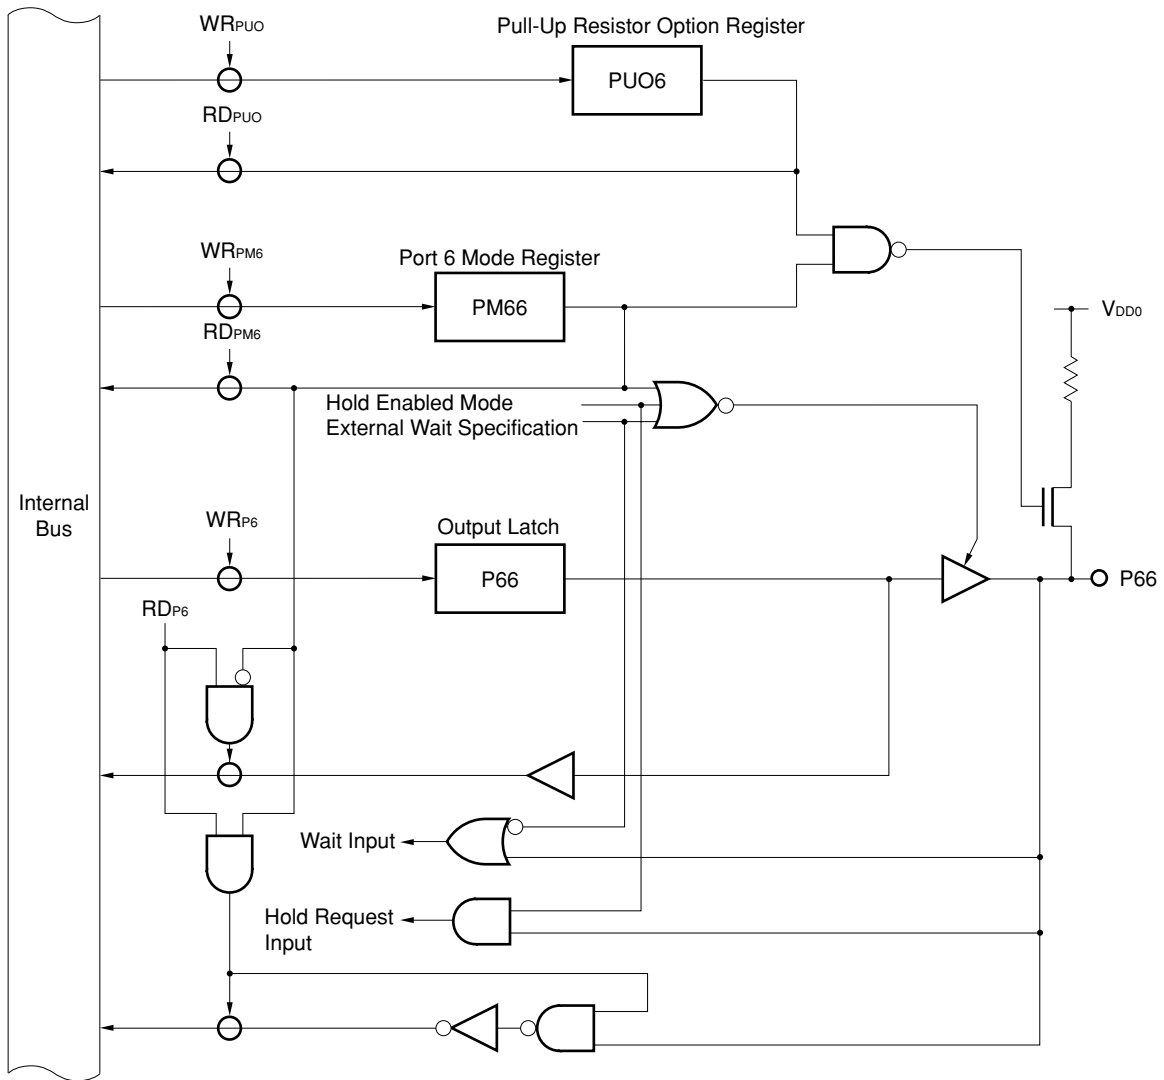 WRPUO
Pull-Up Resistor Option Register
PUO6
RDPUO
WRPM6
Port 6 Mode Register
PM66
RDPM6
VDD0
Hold Enabled Mode
External Wait Specification
Internal
Bus
WRP6
Output Latch
P66
P66
RDP6
Wait Input
Hold Request
Input